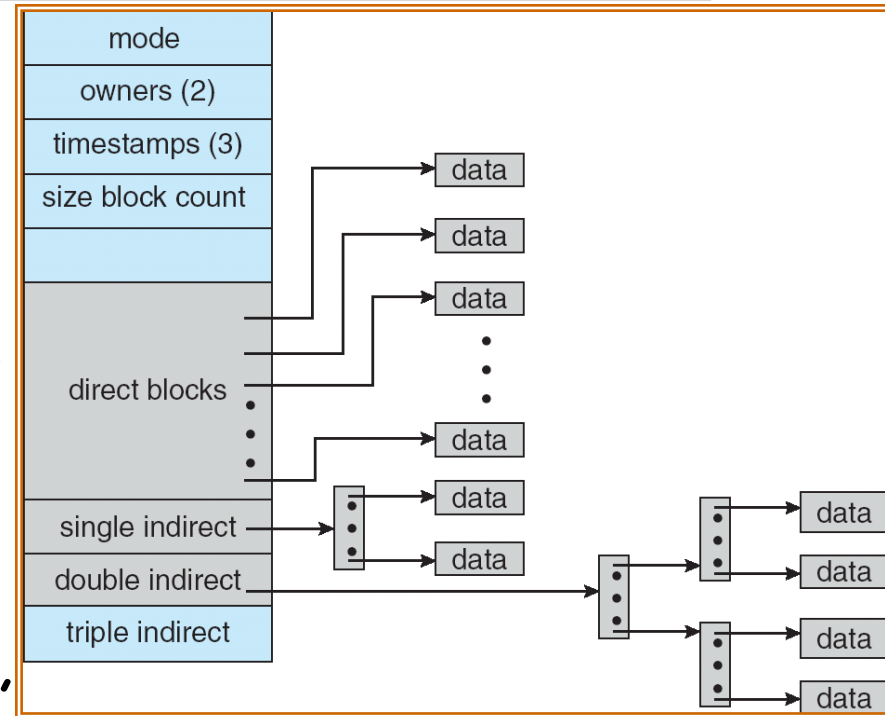 mode
owners (2)
timestamps (3)
size block count
data
data
data
direct blocks
data
single indirect
data
data
double indirect
triple indirect
data
data
data
data